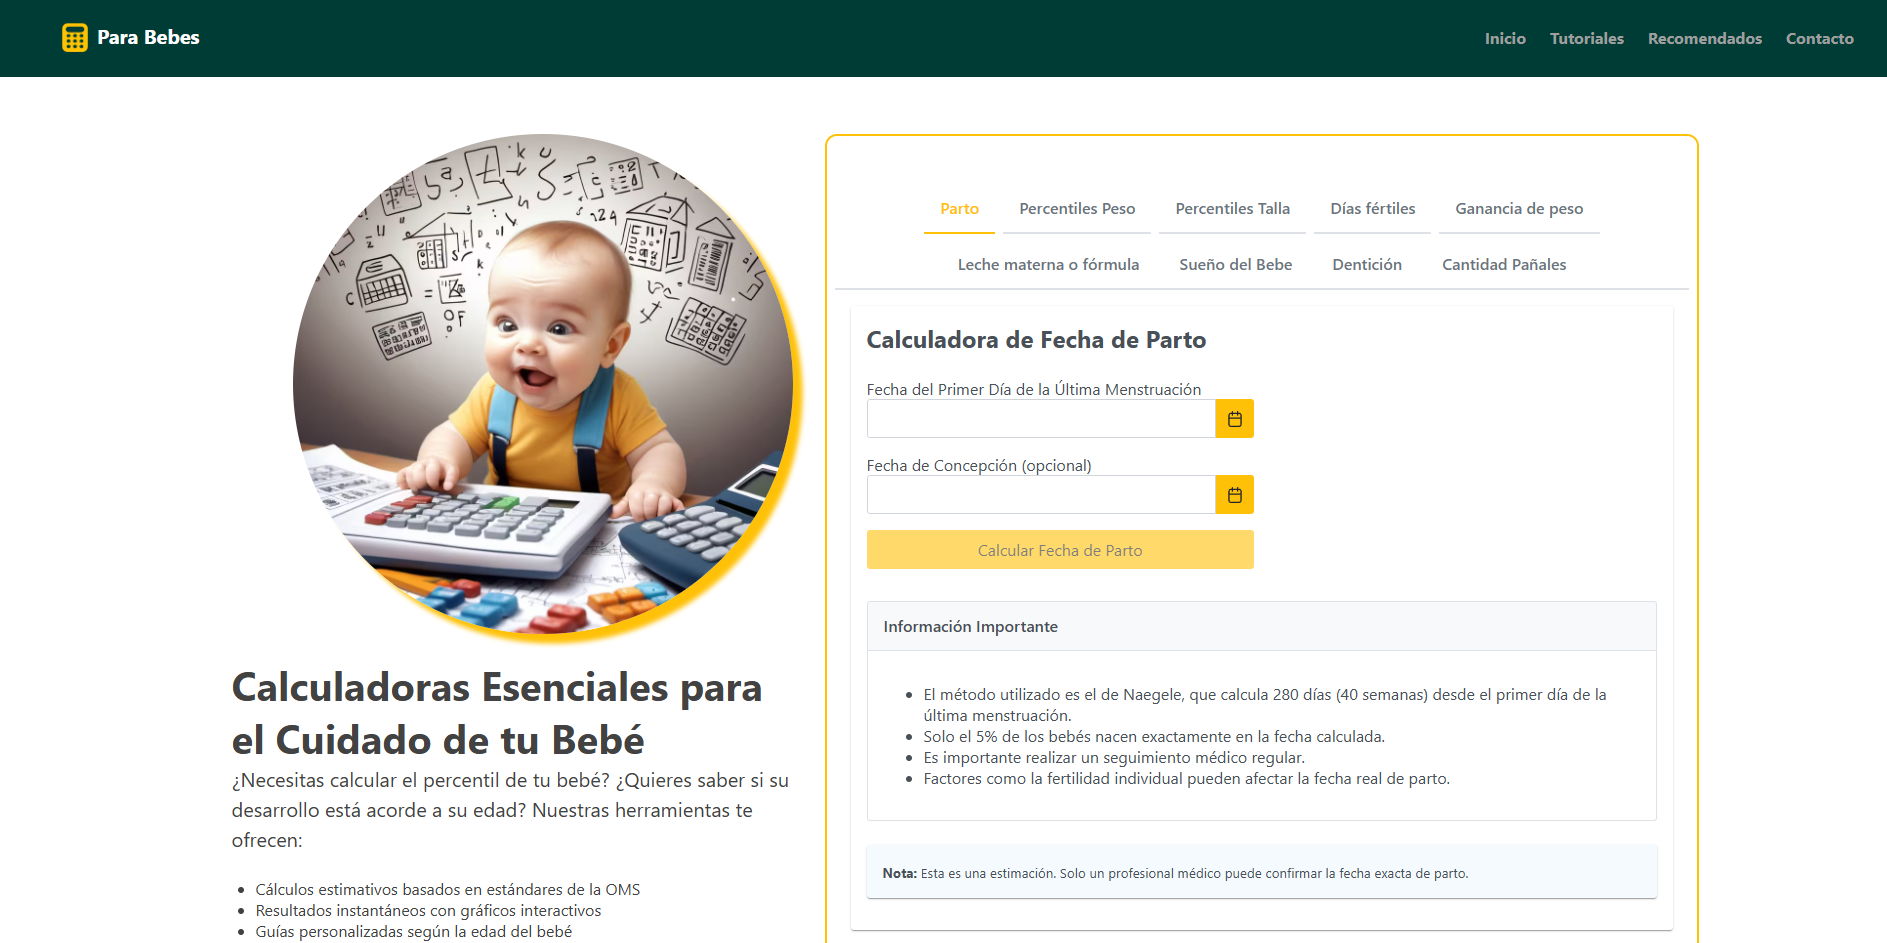 Para Bebes
Inicio
Tutoriales
Recomendados
Contacto
Calculadoras Esenciales para
el Cuidado de tu Bebé
¿Necesitas calcular el percentil de tu bebé? ¿Quieres saber si su
desarrollo está acorde a su edad? Nuestras herramientas te
ofrecen:
Cálculos estimativos basados en estándares de la OMS
Resultados instantáneos con gráficos interactivos
Guías personalizadas según la edad del bebé
Parto
Percentiles Peso
Percentiles Talla
Días fértiles
Ganancia de peso
Leche materna o fórmula
Sueño del Bebe
Dentición
Cantidad Pañales
Calculadora de Fecha de Parto
Fecha del Primer Día de la Última Menstruación
Fecha de Concepción (opcional)
Calcular Fecha de Parto
Información Importante
El método utilizado es el de Naegele, que calcula 280 días (40 semanas) desde el primer día de la
última menstruación.
Solo el 5% de los bebés nacen exactamente en la fecha calculada.
Es importante realizar un seguimiento médico regular.
Factores como la fertilidad individual pueden afectar la fecha real de parto.
Nota: Esta es una estimación. Solo un profesional médico puede confirmar la fecha exacta de parto.